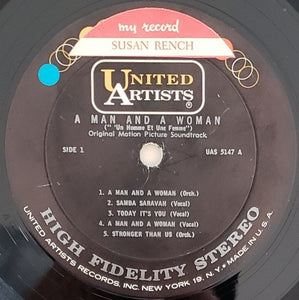 my record
SUSAN RENCH
UNITED
ARTISTS®
A MAN AND A WOMAN
("Un Homme Et Une Femme")
Original Motion Picture Soundtrack
SIDE 1
UAS 5147 A
1. A MAN AND A WOMAN (Orch.)
2. SAMBA SARAVAH (Vocal)
3. TODAY IT'S YOU (Vocal)
4. A MAN AND A WOMAN (Vocal)
5. STRONGER THAN US (Orch.)
HIGH FIDELITY STEREO
UNITED ARTISTS RECORDS, INC. NEW YORK 19, N.Y. • MADE IN U.S.A.